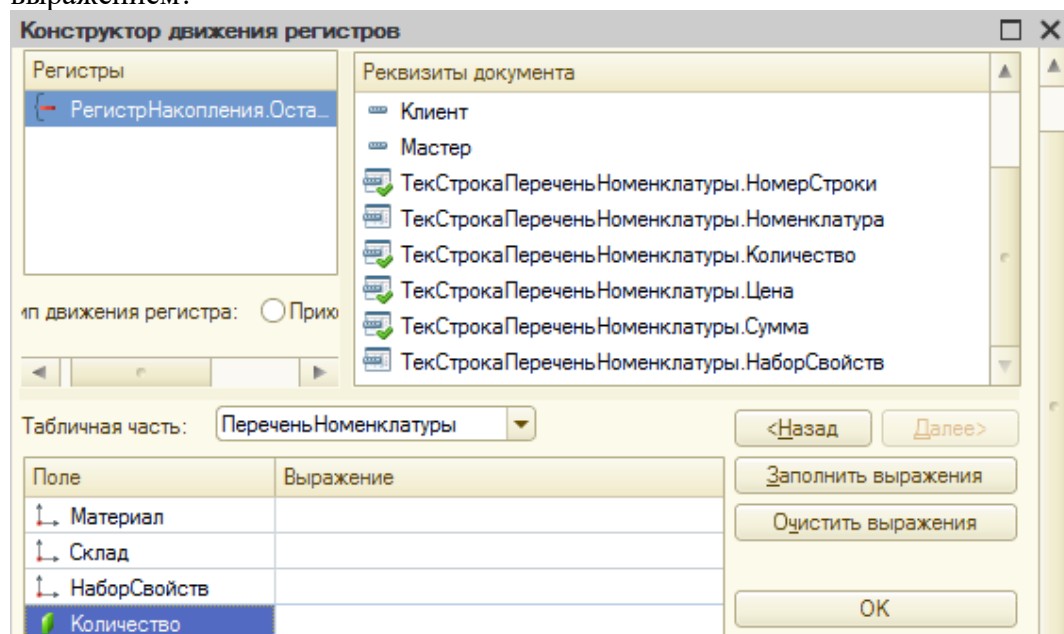 выражением?
Конструктор движения регистров
Регистры
РегистрНакопления.Оста...
Реквизиты документа
Клиент
Мастер
ТекСтрокаПереченьНоменклатуры.НомерСтроки
ТекСтрокаПереченьНоменклатуры.Номенклатура
ТекСтрокаПереченьНоменклатуры.Количество
ТекСтрокаПереченьНоменклатуры.Цена
ТекСтрокаПереченьНоменклатуры.Сумма
ТекСтрокаПереченьНоменклатуры.НаборСвойств
ип движения регистра: Прих
Табличная часть: ПереченьНоменклатуры
<Назад Далее>
Поле Выражение
Материал
Склад
НаборСвойств
Количество
Заполнить выражения
Очистить выражения
OK